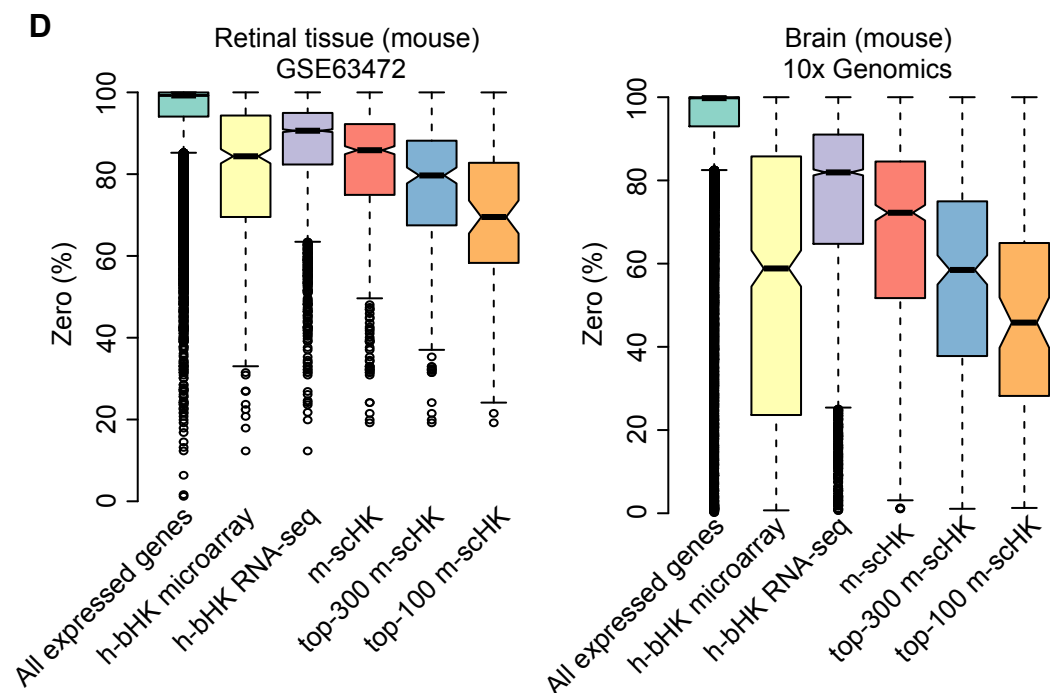 D
Retinal tissue (mouse)
GSE63472
Zero (%)
100
80
60
40
20
0
All expressed genes
h-bHK microarray
h-bHK RNA-seq
m-scHK
top-300 m-scHK
top-100 m-scHK
Brain (mouse)
10x Genomics
Zero (%)
100
80
60
40
20
0
All expressed genes
h-bHK microarray
h-bHK RNA-seq
m-scHK
top-300 m-scHK
top-100 m-scHK